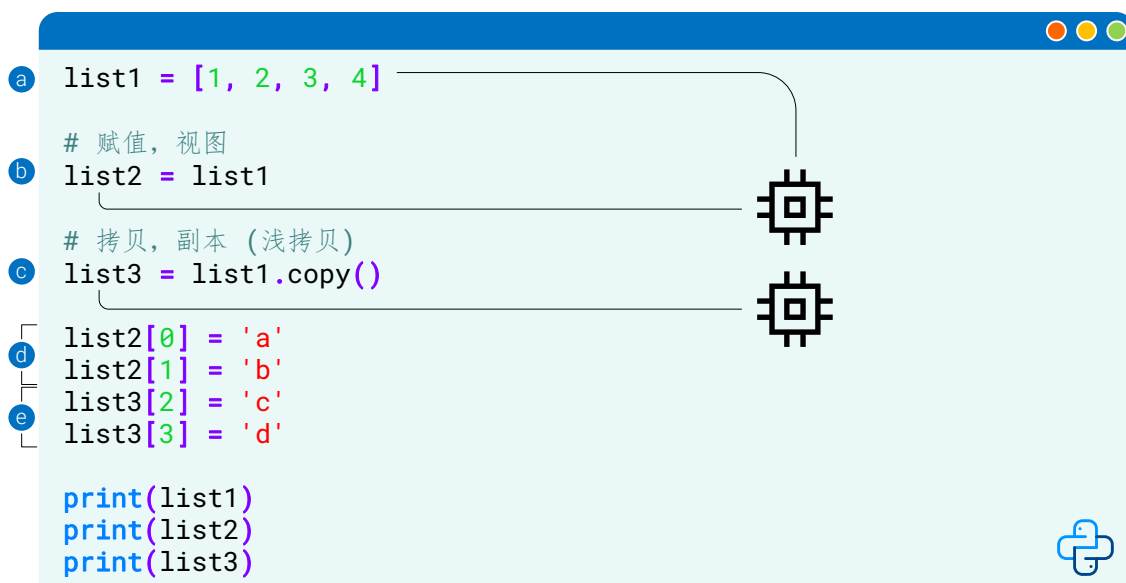 a list1 = [1, 2, 3, 4]
# 赋值，视图
b list2 = list1
# 拷贝，副本 (浅拷贝)
c list3 = list1.copy()
list2[0] = 'a'
d
list2[1] = 'b'
list3[2] = 'c'
e
list3[3] = 'd'
print(list1)
print(list2)
print(list3)